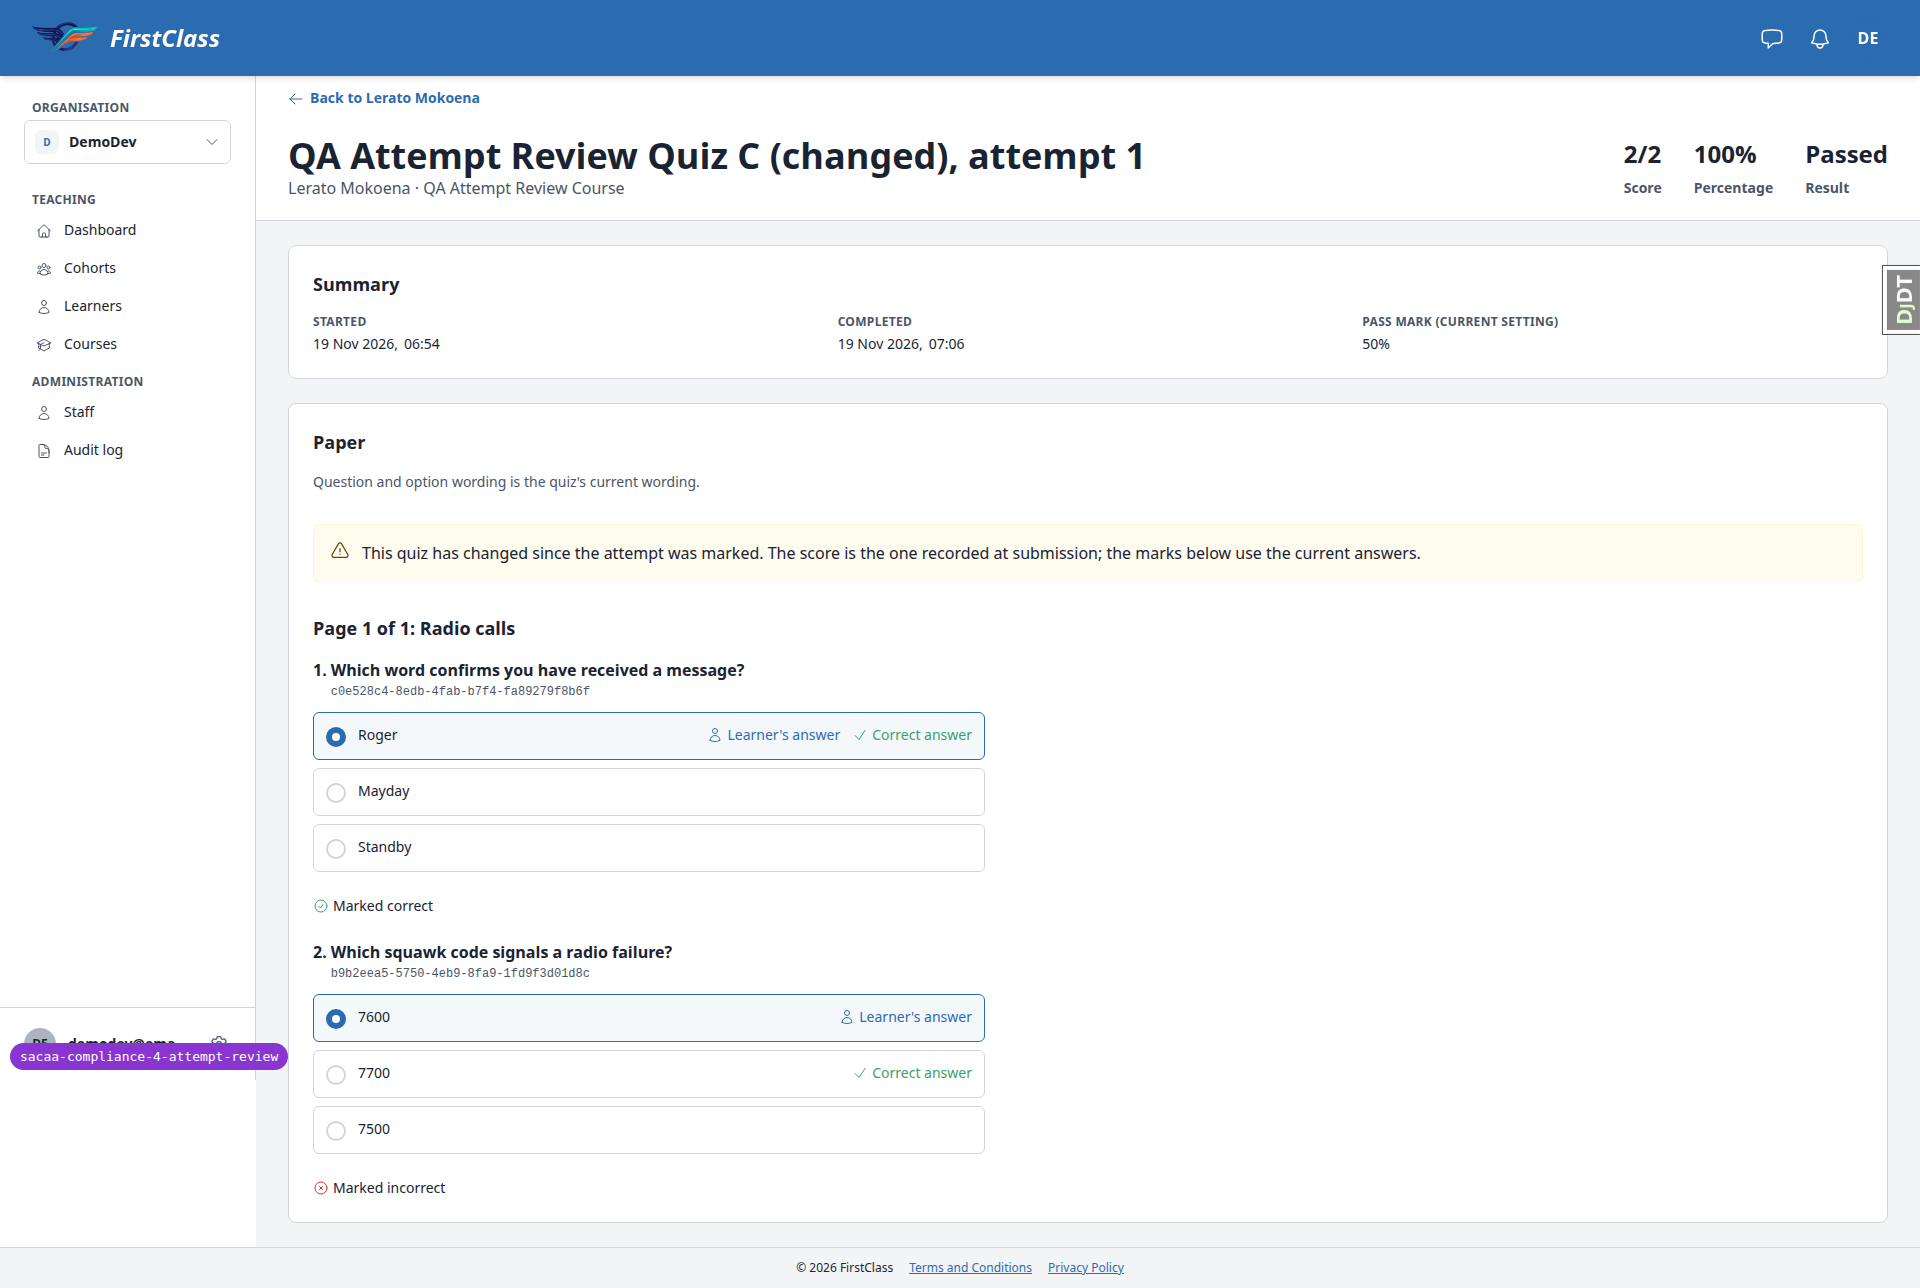 FirstClass
DE
ORGANISATION
D DemoDev
TEACHING
Dashboard
Cohorts
Learners
Courses
ADMINISTRATION
Staff
Audit log
sacaa-compliance-4-attempt-review
Back to Lerato Mokoena
QA Attempt Review Quiz C (changed), attempt 1
Lerato Mokoena · QA Attempt Review Course
2/2 100% Passed
Score Percentage Result
DjDT
Summary
STARTED COMPLETED PASS MARK (CURRENT SETTING)
19 Nov 2026, 06:54 19 Nov 2026, 07:06 50%
Paper
Question and option wording is the quiz's current wording.
This quiz has changed since the attempt was marked. The score is the one recorded at submission; the marks below use the current answers.
Page 1 of 1: Radio calls
1. Which word confirms you have received a message?
c0e528c4-8edb-4fab-b7f4-fa89279f8b6f
Roger Learner's answer Correct answer
Mayday
Standby
Marked correct
2. Which squawk code signals a radio failure?
b9b2eea5-5750-4eb9-8fa9-1fd9f3d01d8c
7600 Learner's answer
7700 Correct answer
7500
Marked incorrect
© 2026 FirstClass Terms and Conditions Privacy Policy